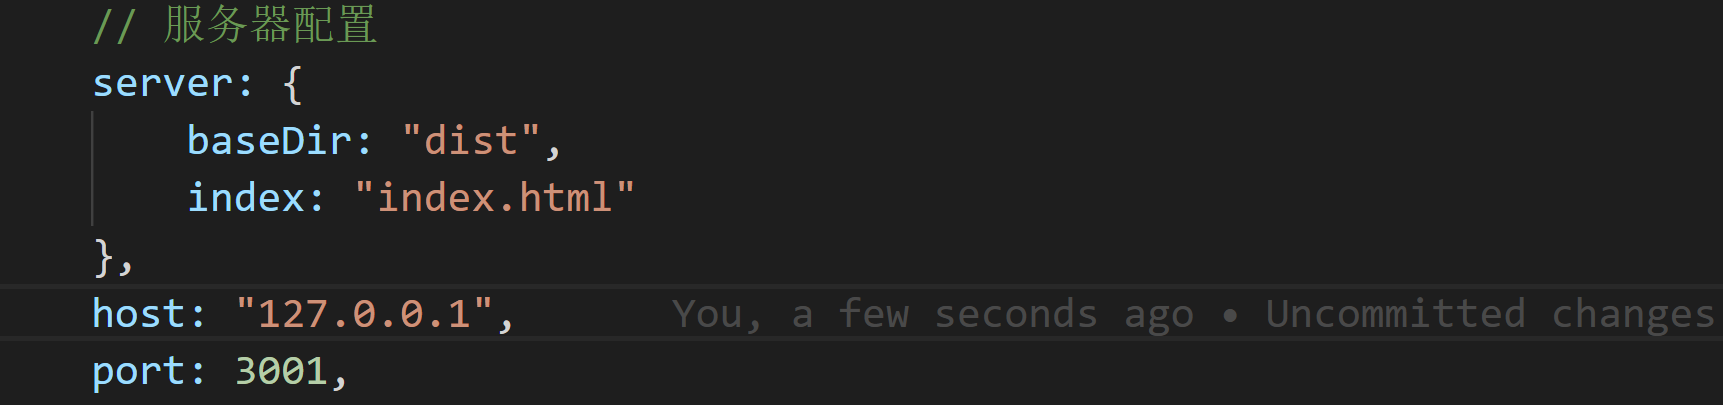 // 服务器配置
server: {
baseDir: "dist",
index: "index.html"
},
host: "127.0.0.1", You, a few seconds ago • Uncommitted changes
port: 3001,